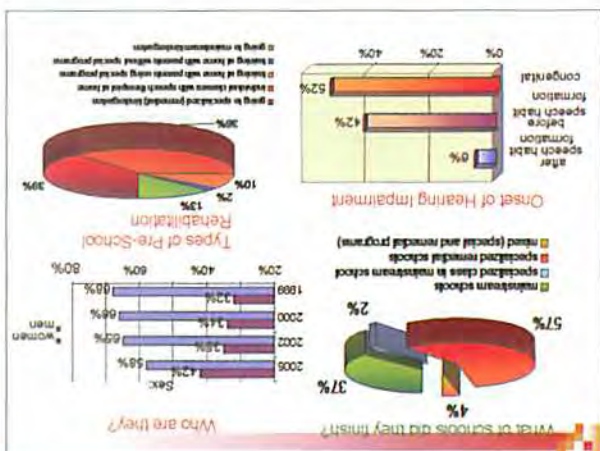 What of schools did they finish?
4%
57%
37%
2%
mainstream schools
specialized class in mainstream school
specialized remedial schools
mixed (special and remedial programs)
Who are they?
Sex:
2006
42%
58%
2002
35%
65%
2000
34%
66%
1999
32%
68%
20%
40%
60%
80%
women
men
Onset of Hearing Impairment
after
speech habit
formation
6%
before
speech habit
formation
42%
congenital
52%
0%
20%
40%
Types of Pre-School
Rehabilitation
13%
2%
10%
39%
36%
going to specialized (remedial) kindergarten
individual classes with speech therapist at home
training at home with parents using special programs
training at home with parents without special programs
going to mainstream kindergarten